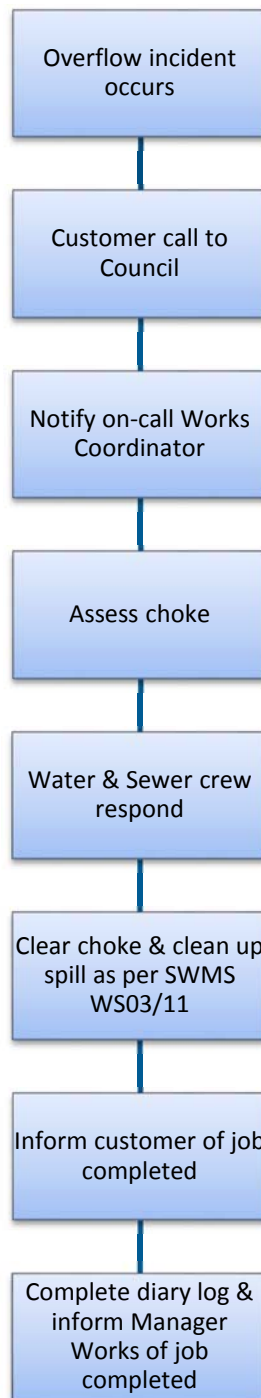 Overflow incident
occurs
Customer call to
Council
Notify on-call Works
Coordinator
Assess choke
Water & Sewer crew
respond
Clear choke & clean up
spill as per SWMS
WS03/11
Inform customer of job
completed
Complete diary log &
inform Manager
Works of job
completed